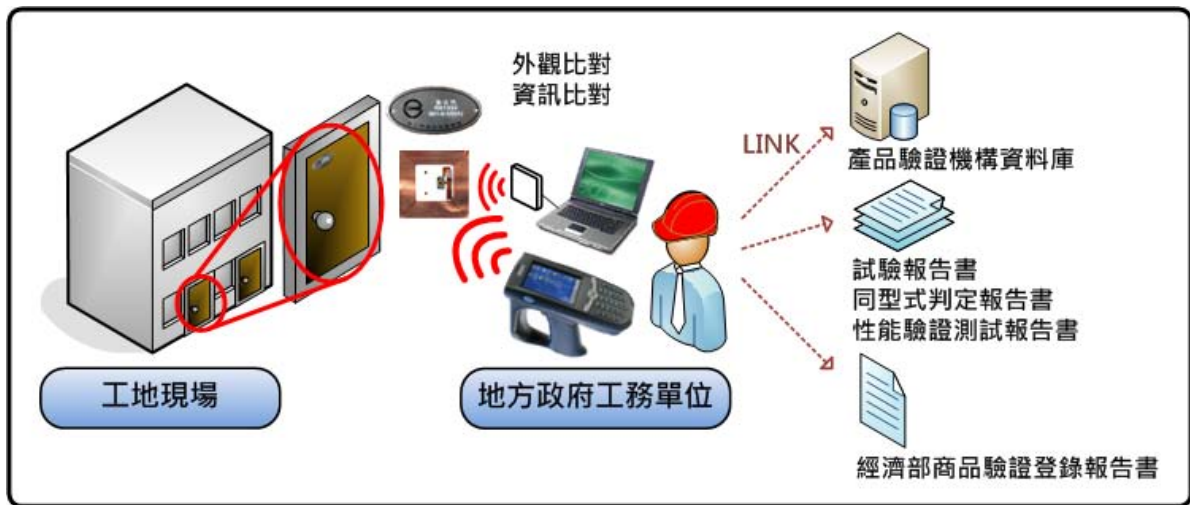 外觀比對
資訊比對
LINK
產品驗證機構資料庫
試驗報告書
同型式判定報告書
性能驗證測試報告書
經濟部商品驗證登錄報告書
工地現場
地方政府工務單位